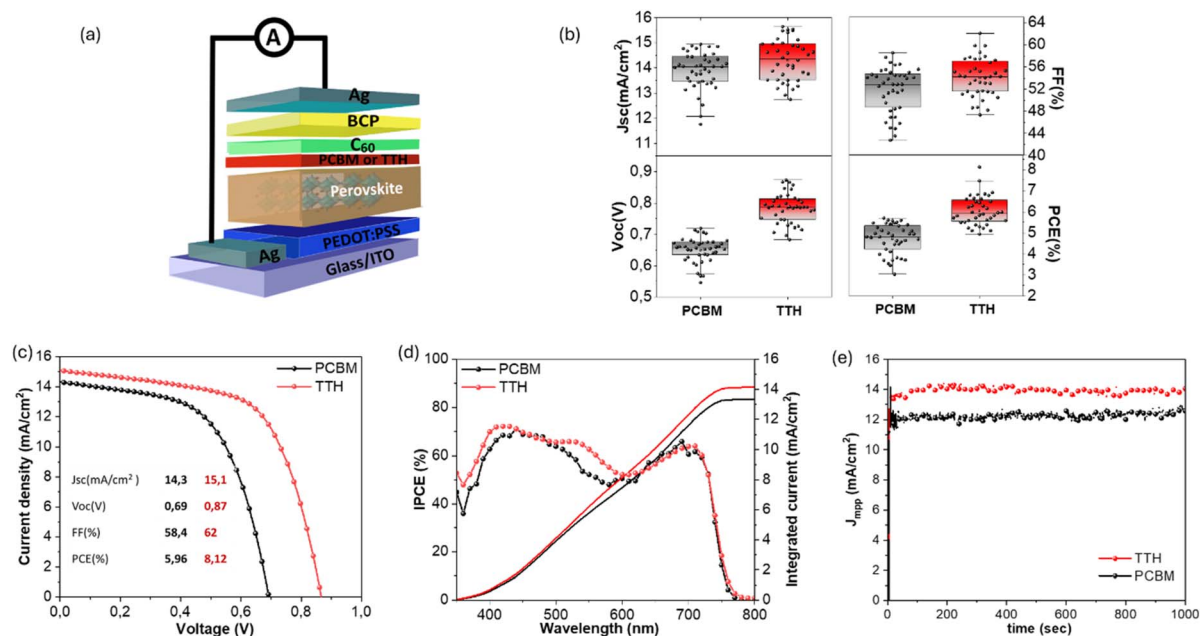 (a)
A
Ag
BCP
C60
PCBM or TTH
Perovskite
PEDOT:PSS
Ag
Glass/ITO
(b)
Jsc(mA/cm²)
16
15
14
13
12
11
FF(%)
64
60
56
52
48
44
40
Voc(V)
0,9
0,8
0,7
0,6
0,5
PCE(%)
8
7
6
5
4
3
2
PCBM TTH
PCBM TTH
(c)
Current density (mA/cm²)
16
14
12
10
8
6
4
2
0
PCBM
TTH
Jsc(mA/cm²) 14,3 15,1
Voc(V) 0,69 0,87
FF(%) 58,4 62
PCE(%) 5,96 8,12
0,0 0,2 0,4 0,6 0,8 1,0
Voltage (V)
(d)
IPCE (%)
100
80
60
40
20
0
PCBM
TTH
16
14
12
10
8
6
4
2
0
Integrated current (mA/cm²)
400 500 600 700 800
Wavelength (nm)
(e)
Jmpp (mA/cm²)
16
14
12
10
8
6
4
2
0
TTH
PCBM
0 200 400 600 800 1000
time (sec)